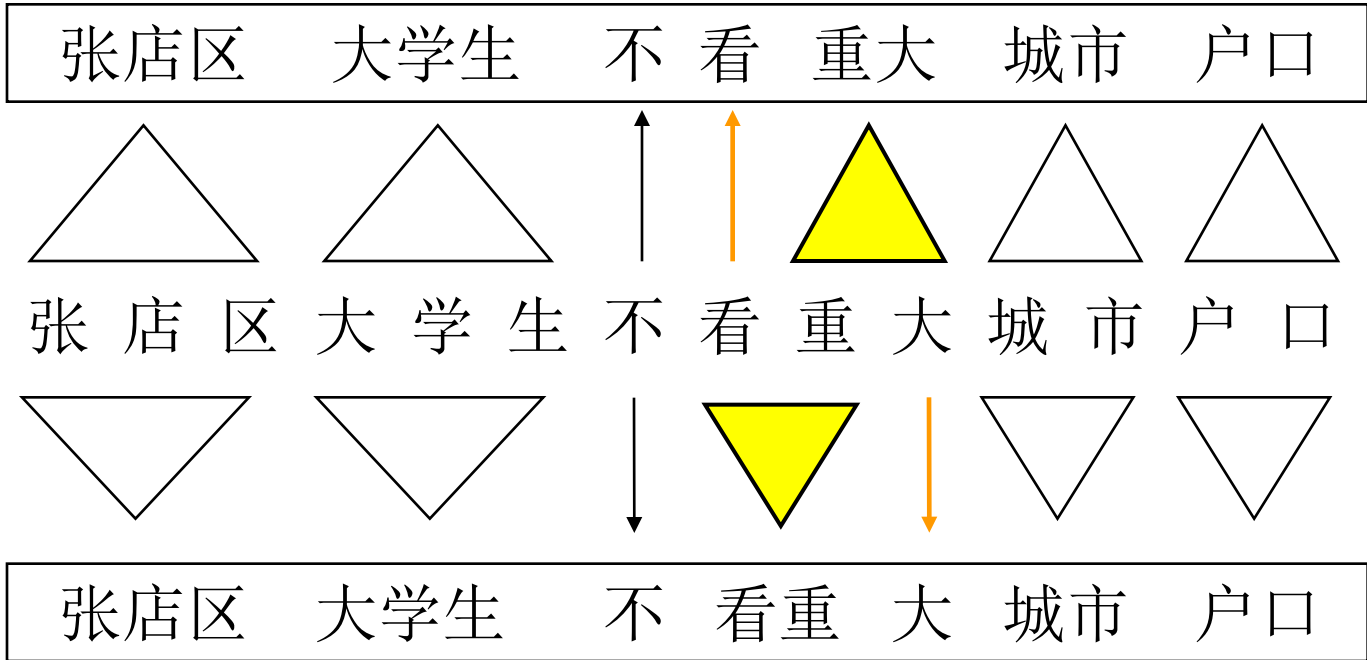 张店区 大学生 不 看 重大 城市 户口
张 店 区 大 学 生 不 看 重 大 城 市 户 口
张店区 大学生 不 看重 大 城市 户口